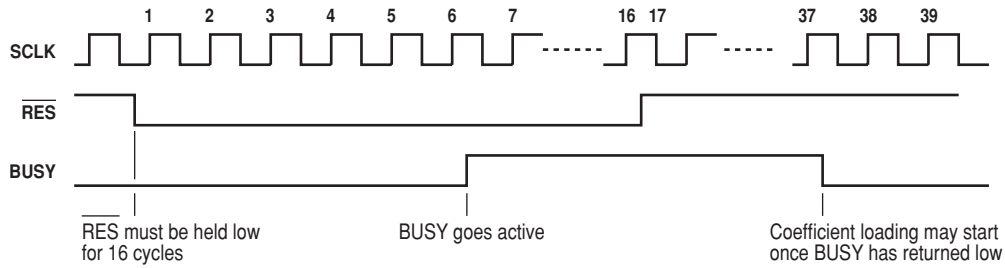 1 2 3 4 5 6 7 16 17 37 38 39
SCLK
RES
BUSY
RES must be held low
for 16 cycles
BUSY goes active
Coefficient loading may start
once BUSY has returned low